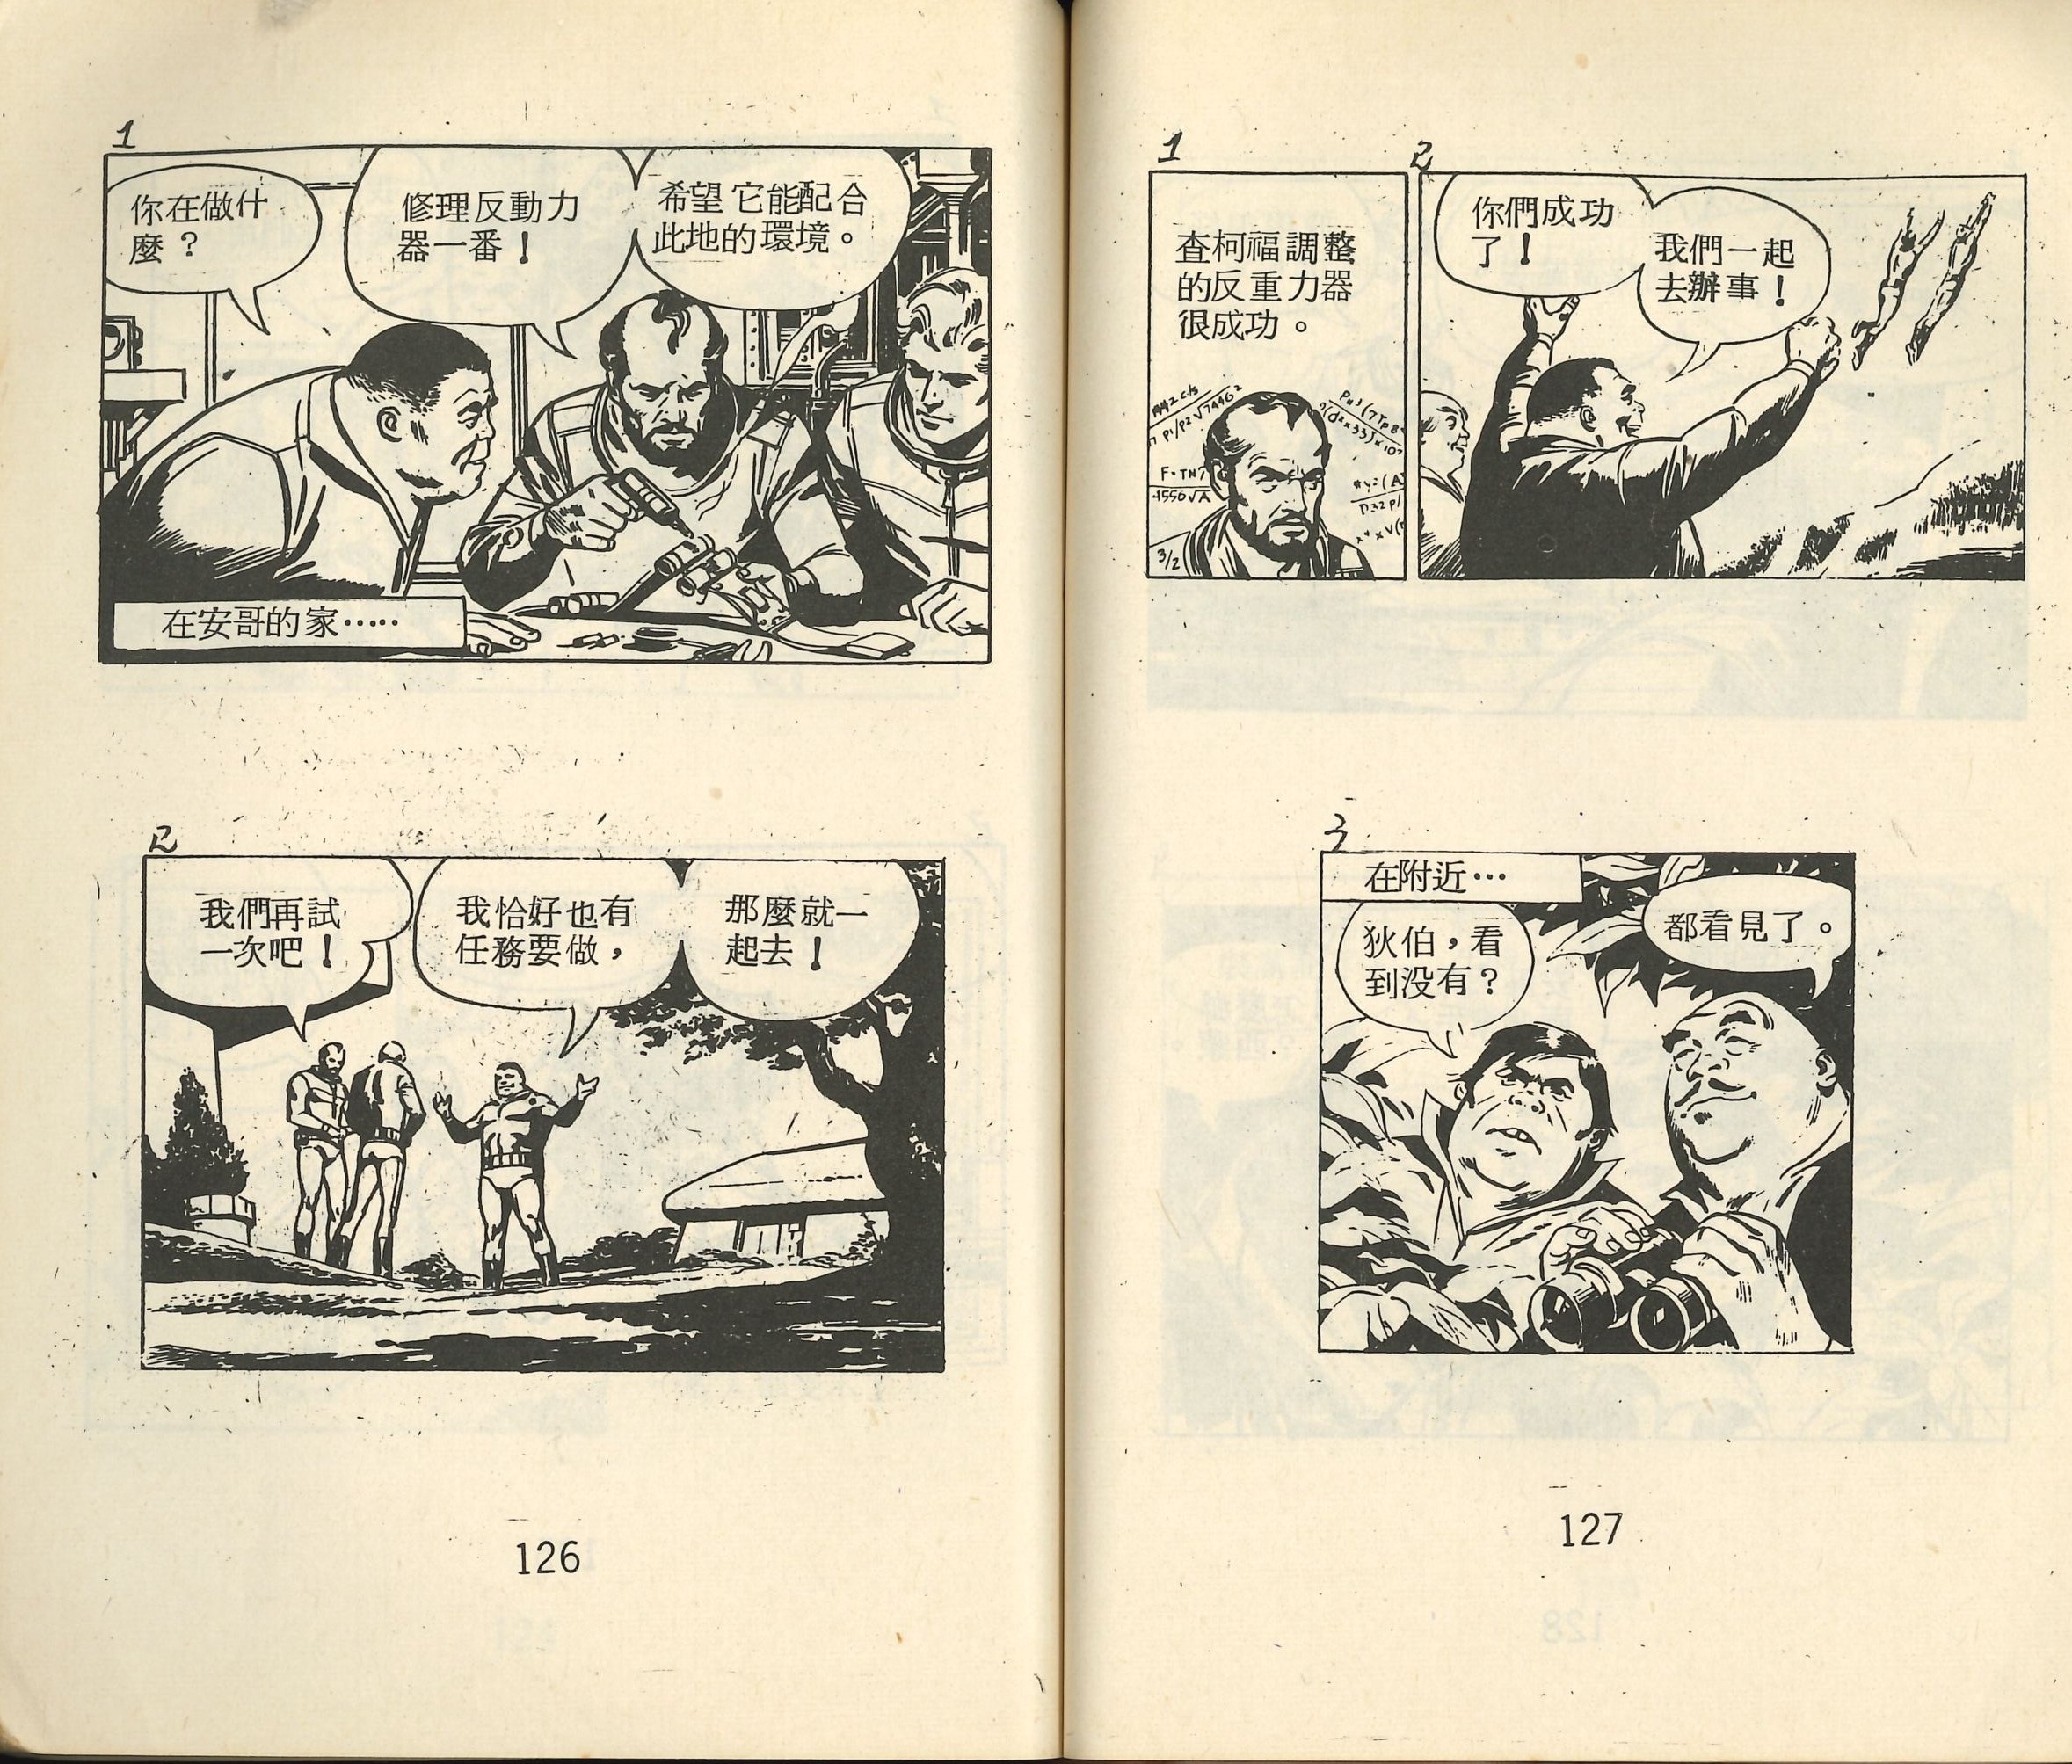 1
你在做什
麼？
修理反動力
器一番！
希望它能配合
此地的環境。
在安哥的家……
2
我們再試
一次吧！
我恰好也有
任務要做，
那麼就一
起去！
126
1
查柯福調整
的反重力器
很成功。
F=TN7
3/2
2
你們成功
了！
我們一起
去辦事！
3
在附近…
狄伯，看
到没有？
都看見了。
127